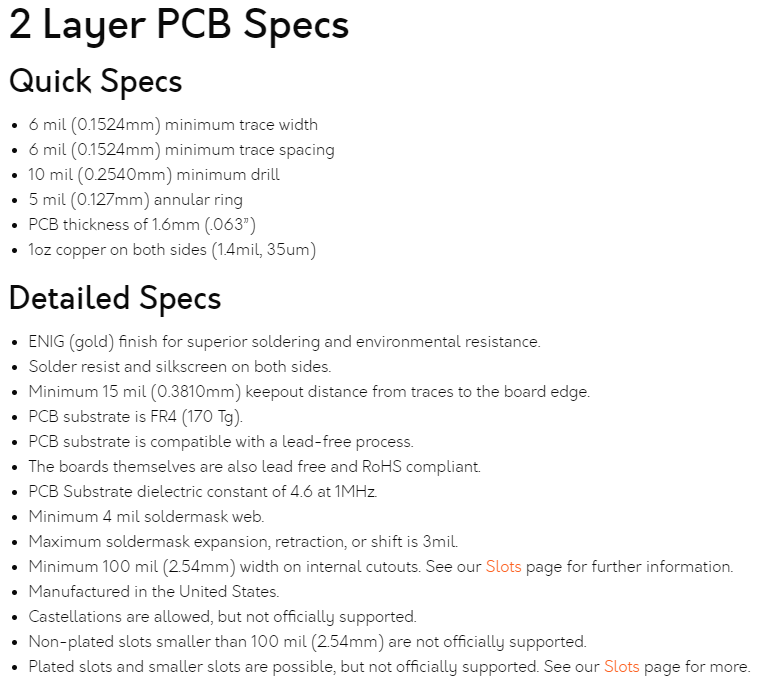 2 Layer PCB Specs
Quick Specs
• 6 mil (0.1524mm) minimum trace width
• 6 mil (0.1524mm) minimum trace spacing
• 10 mil (0.2540mm) minimum drill
• 5 mil (0.127mm) annular ring
• PCB thickness of 1.6mm (.063”)
• 1oz copper on both sides (1.4mil, 35um)
Detailed Specs
• ENIG (gold) finish for superior soldering and environmental resistance.
• Solder resist and silkscreen on both sides.
• Minimum 15 mil (0.3810mm) keepout distance from traces to the board edge.
• PCB substrate is FR4 (170 Tg).
• PCB substrate is compatible with a lead-free process.
• The boards themselves are also lead free and RoHS compliant.
• PCB Substrate dielectric constant of 4.6 at 1MHz.
• Minimum 4 mil soldermask web.
• Maximum soldermask expansion, retraction, or shift is 3mil.
• Minimum 100 mil (2.54mm) width on internal cutouts. See our Slots page for further information.
• Manufactured in the United States.
• Castellations are allowed, but not officially supported.
• Non-plated slots smaller than 100 mil (2.54mm) are not officially supported.
• Plated slots and smaller slots are possible, but not officially supported. See our Slots page for more.